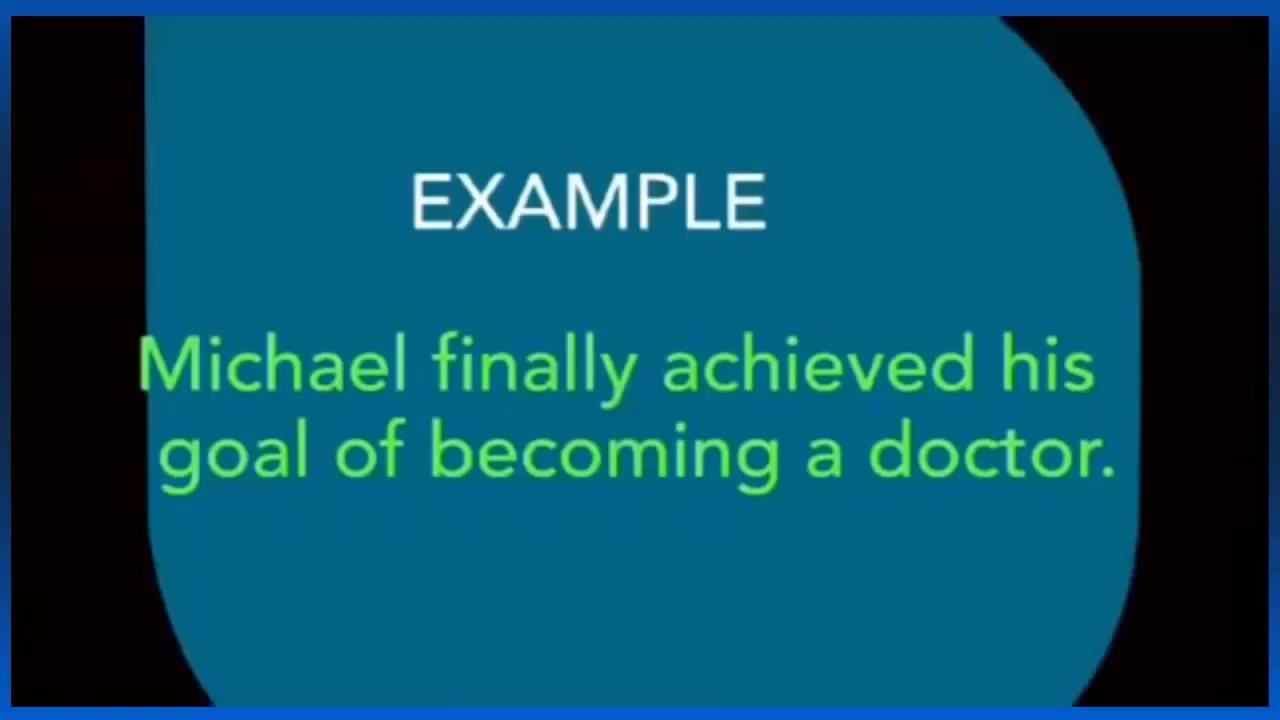 EXAMPLE
Michael finally achieved his
goal of becoming a doctor.